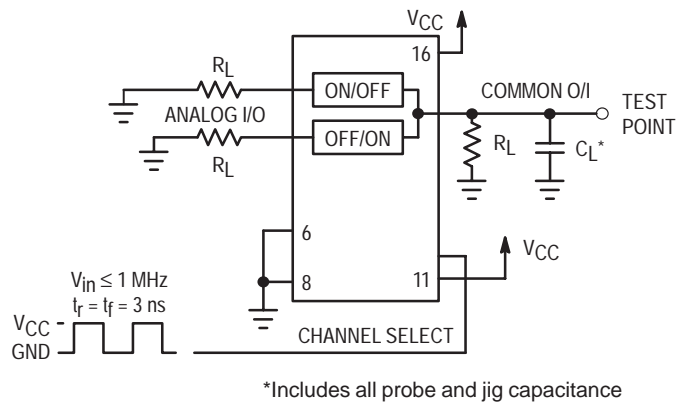 VCC
16
RL
ON/OFF
COMMON O/I
TEST
POINT
ANALOG I/O
OFF/ON
RL
RL
CL*
6
VCC
8
11
Vin ≤ 1 MHz
tr = tf = 3 ns
VCC
GND
CHANNEL SELECT
*Includes all probe and jig capacitance